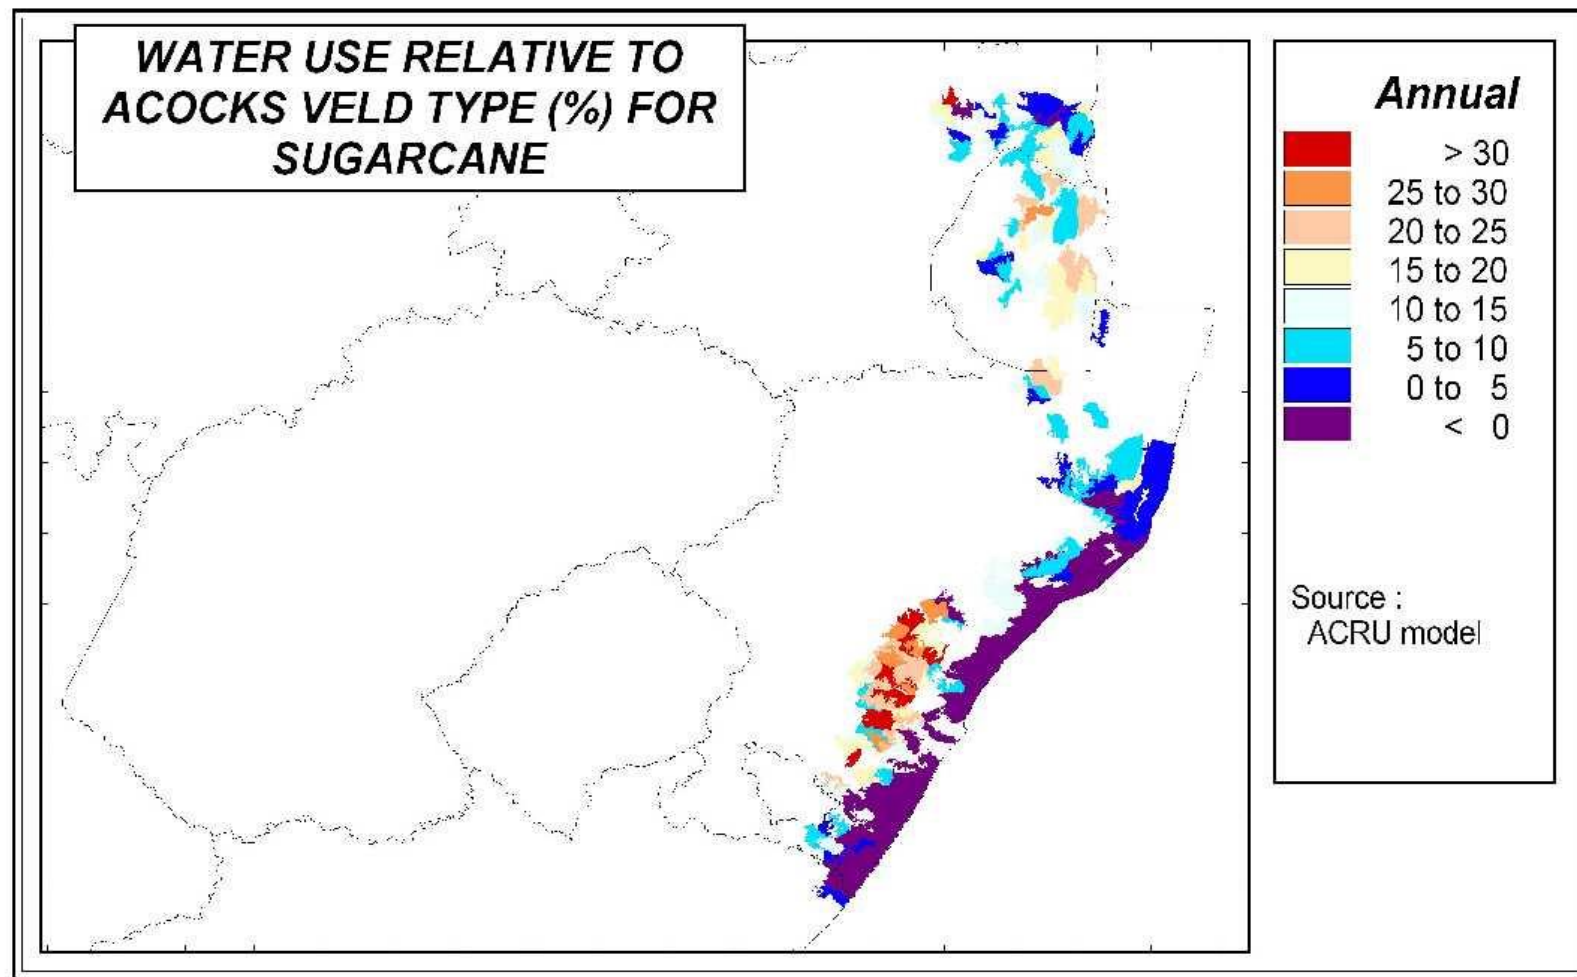 WATER USE RELATIVE TO
ACOCKS VELD TYPE (%) FOR
SUGARCANE
Annual
> 30
25 to 30
20 to 25
15 to 20
10 to 15
5 to 10
0 to 5
< 0
Source :
ACRU model